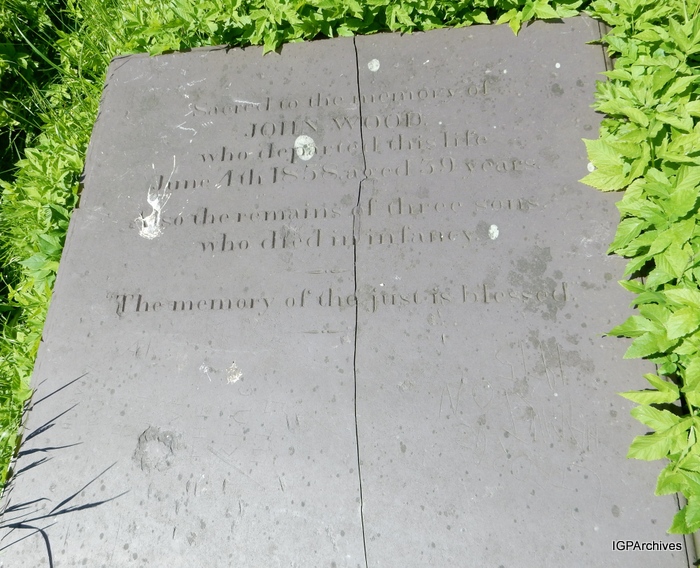 Sacred to the memory of
JOHN WOOD
who departed this life
June 4th 1858 aged 59 years
Also the remains of three sons
who died in infancy
The memory of the just is blessed.
IGPArchives